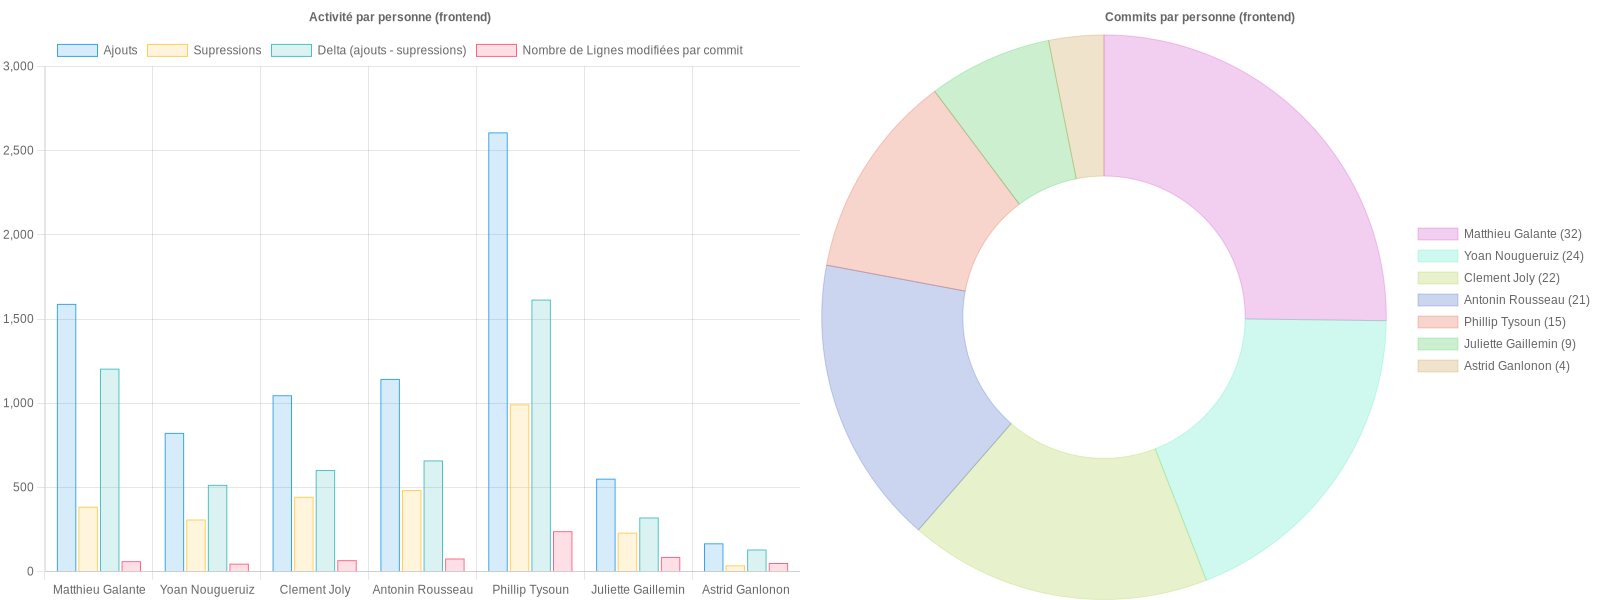 Activité par personne (frontend)
Ajouts
Supressions
Delta (ajouts - supressions)
Nombre de Lignes modifiées par commit
3,000
2,500
2,000
1,500
1,000
500
0
Matthieu Galante
Yoan Nougueruiz
Clement Joly
Antonin Rousseau
Phillip Tysoun
Juliette Gaillemin
Astrid Ganlonon
Commits par personne (frontend)
Matthieu Galante (32)
Yoan Nougueruiz (24)
Clement Joly (22)
Antonin Rousseau (21)
Phillip Tysoun (15)
Juliette Gaillemin (9)
Astrid Ganlonon (4)